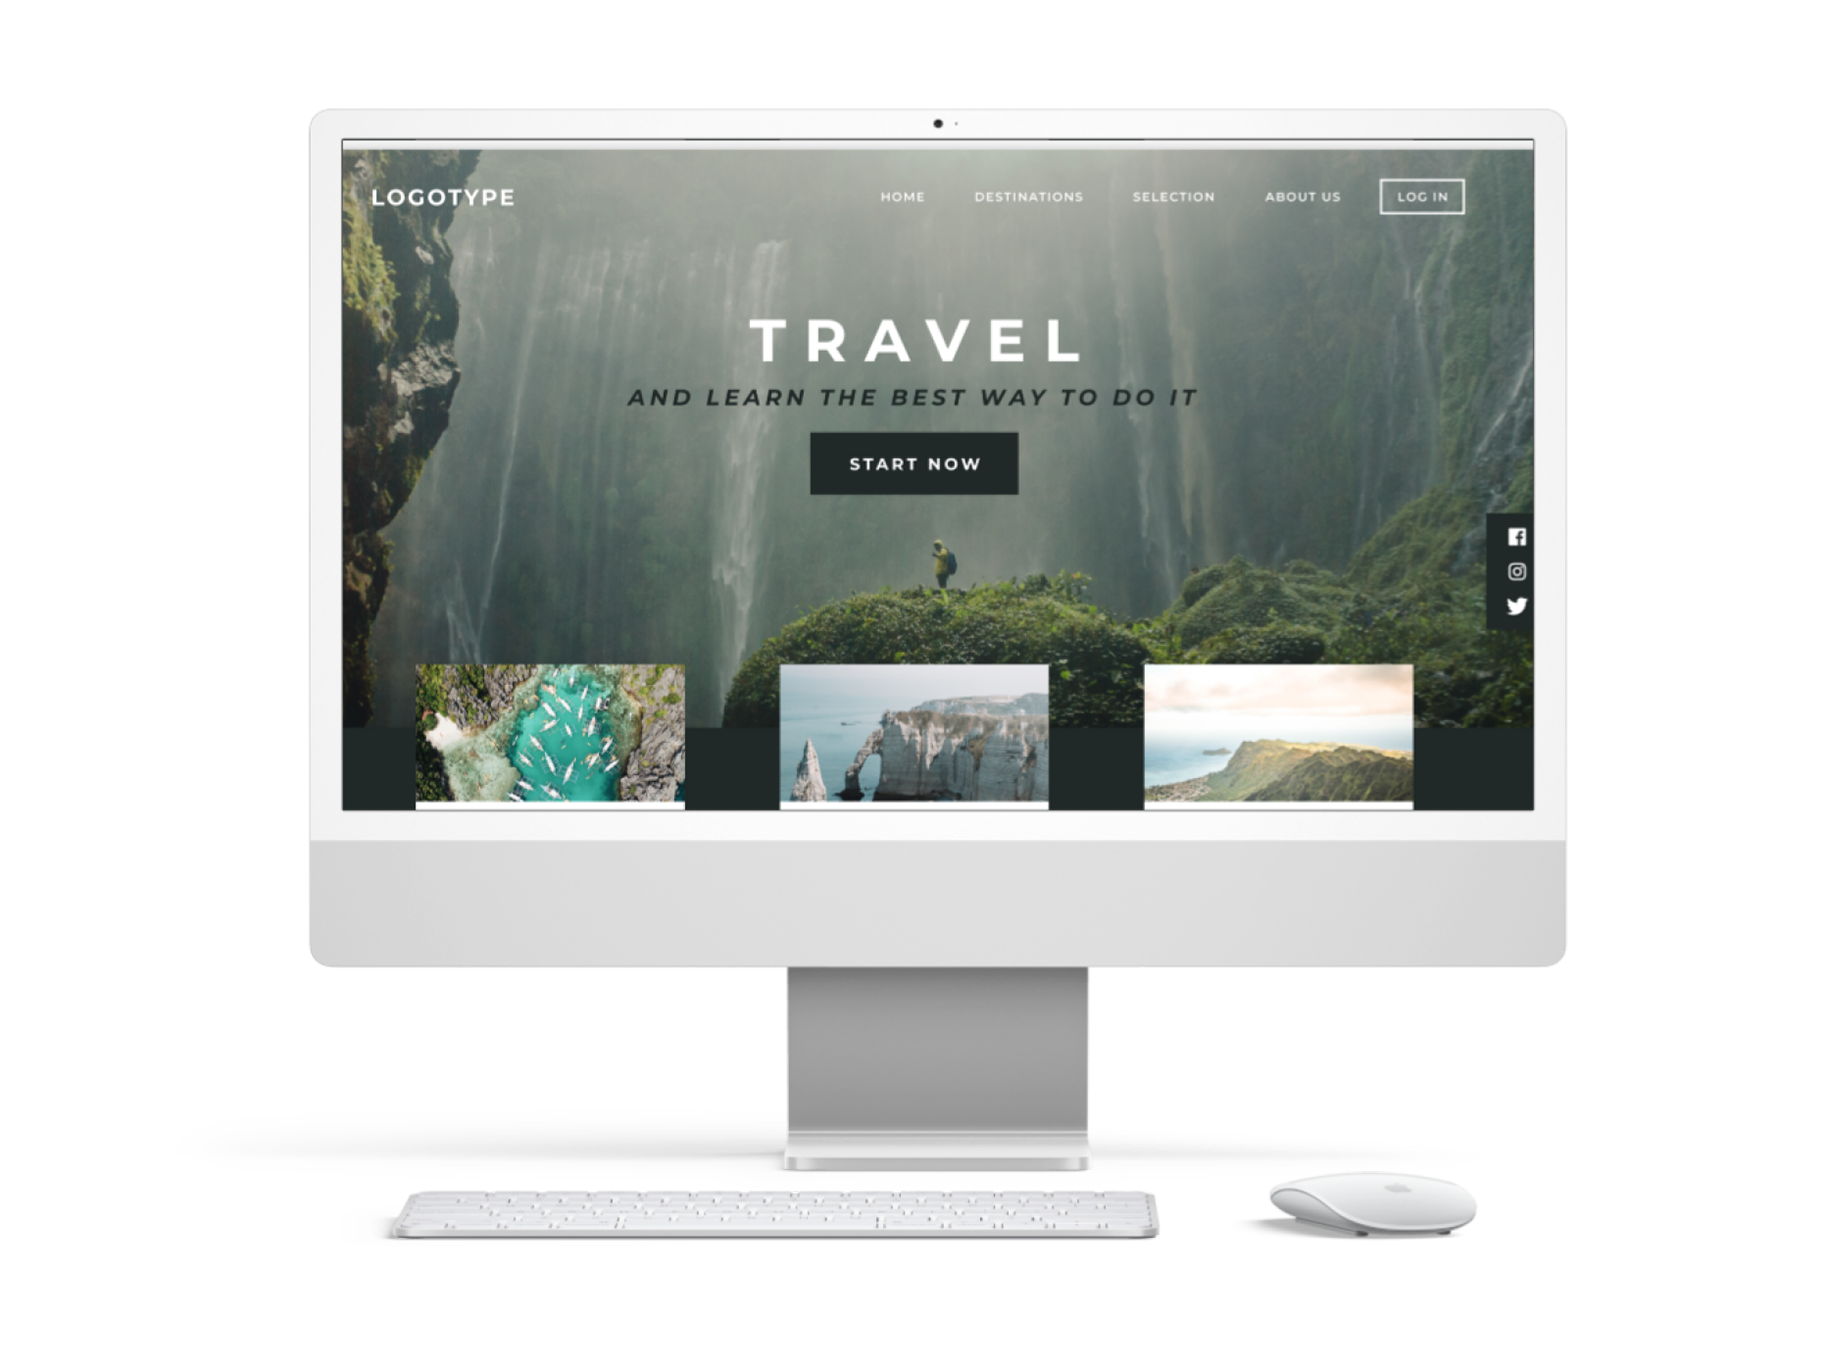 LOGOTYPE
HOME DESTINATIONS SELECTION ABOUT US LOG IN
TRAVEL
AND LEARN THE BEST WAY TO DO IT
START NOW